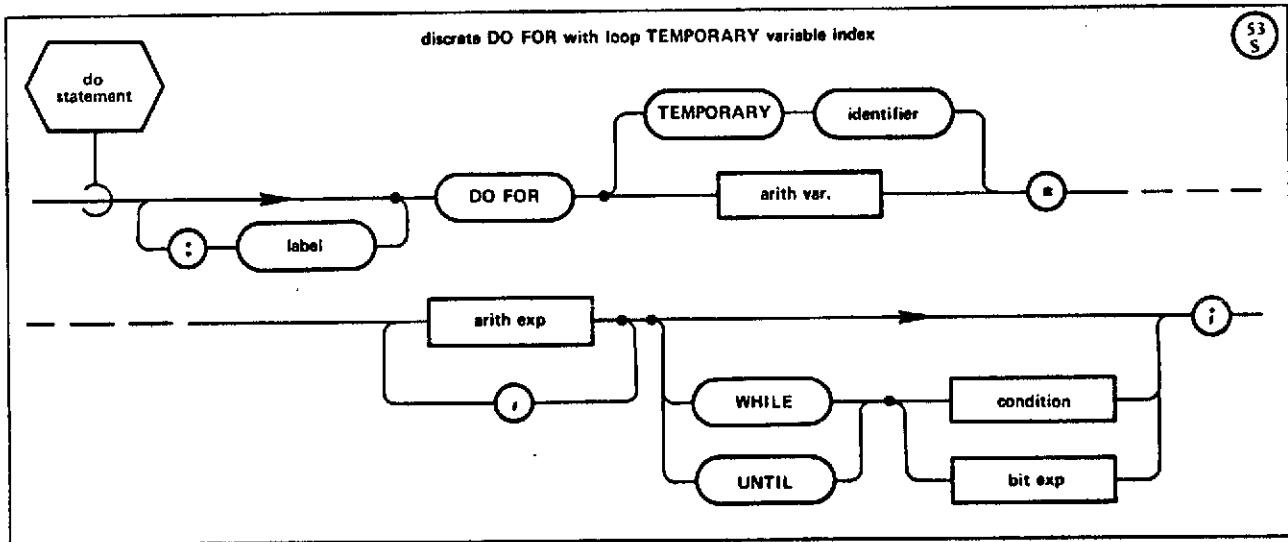 discrete DO FOR with loop TEMPORARY variable index
53
S
do
statement
TEMPORARY
identifier
DO FOR
arith var.
=
:
label
arith exp
;
,
WHILE
condition
UNTIL
bit exp